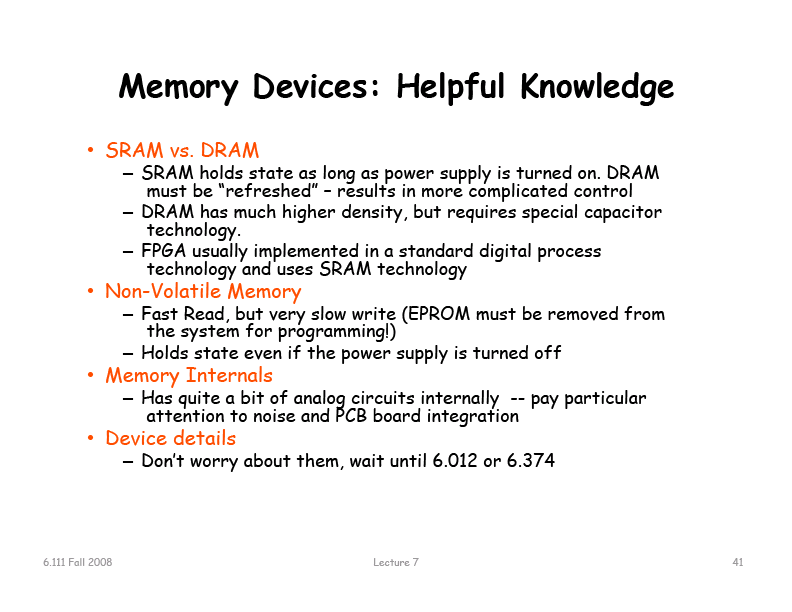 Memory Devices: Helpful Knowledge
• SRAM vs. DRAM
– SRAM holds state as long as power supply is turned on. DRAM
must be “refreshed” – results in more complicated control
– DRAM has much higher density, but requires special capacitor
technology.
– FPGA usually implemented in a standard digital process
technology and uses SRAM technology
• Non-Volatile Memory
– Fast Read, but very slow write (EPROM must be removed from
the system for programming!)
– Holds state even if the power supply is turned off
• Memory Internals
– Has quite a bit of analog circuits internally -- pay particular
attention to noise and PCB board integration
• Device details
– Don’t worry about them, wait until 6.012 or 6.374
6.111 Fall 2008
Lecture 7
41